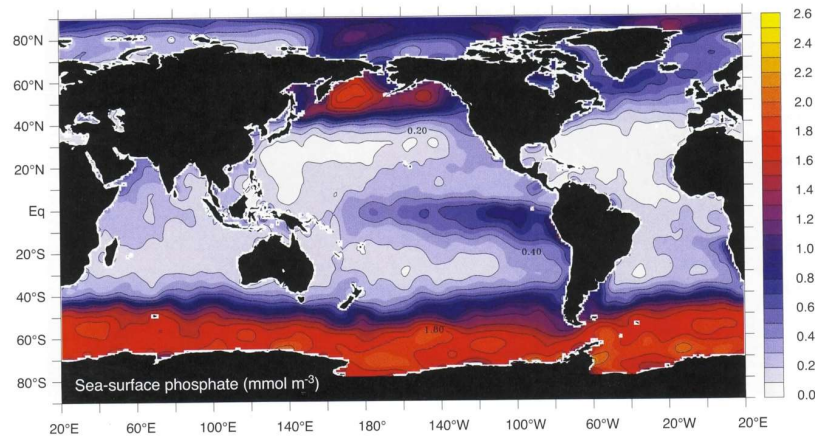 80°N
60°N
40°N
20°N
Eq
20°S
40°S
60°S
80°S
0.20
0.40
1.60
Sea-surface phosphate (mmol m⁻³)
20°E 60°E 100°E 140°E 180° 140°W 100°W 60°W 20°W 20°E
2.6
2.4
2.2
2.0
1.8
1.6
1.4
1.2
1.0
0.8
0.6
0.4
0.2
0.0